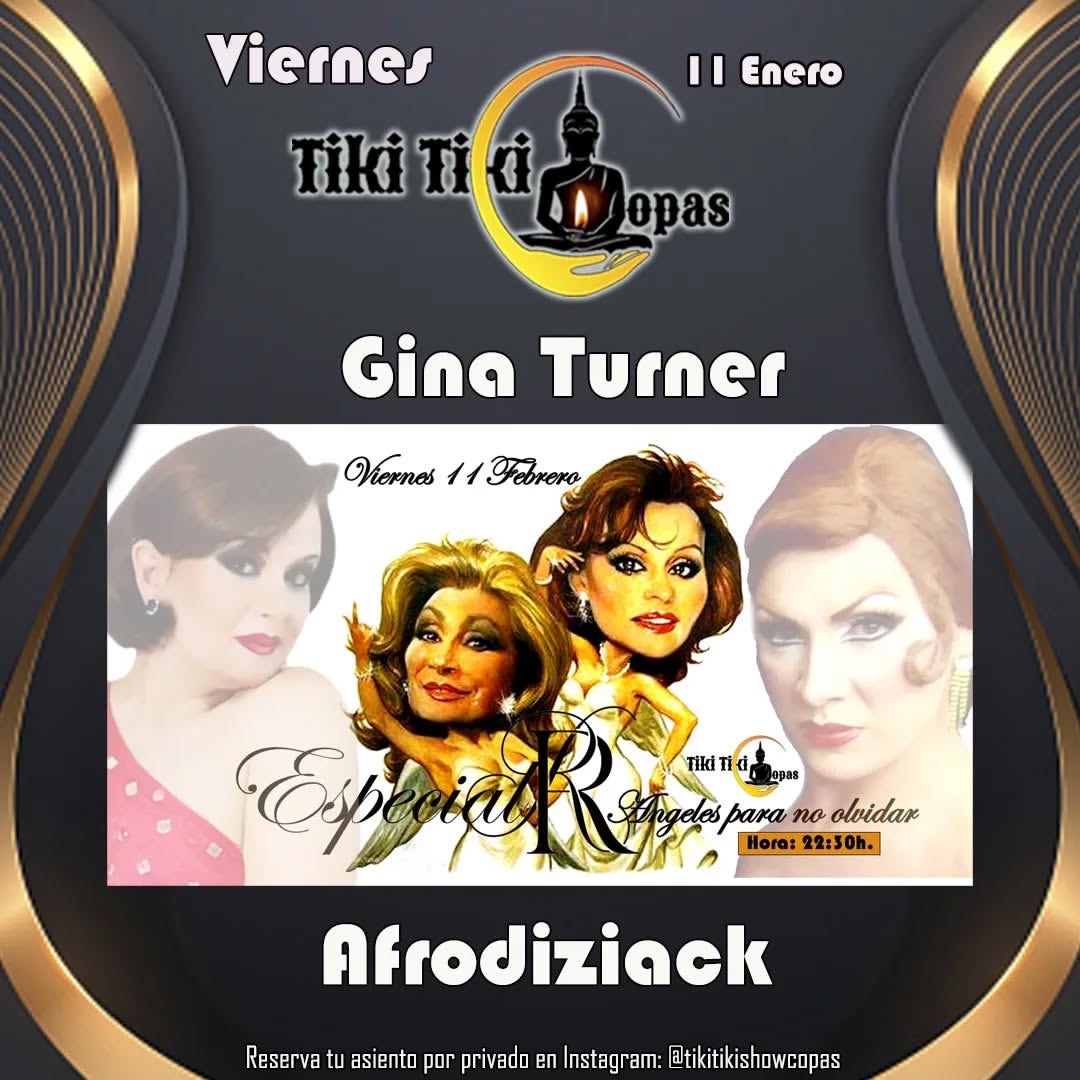 Viernes 11 Enero
Tiki Tiki Copas
Gina Turner
Viernes 11 Febrero
Especial RR Angeles para no olvidar
Tiki Tiki Copas
Hora: 22:30h.
Afrodiziack
Reserva tu asiento por privado en Instagram: @tikitikishowcopas